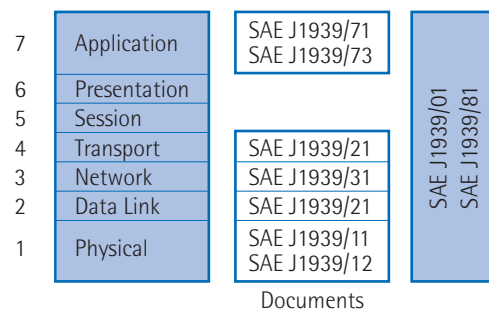 7 Application SAE J1939/71
SAE J1939/73
6 Presentation
5 Session
4 Transport SAE J1939/21
3 Network SAE J1939/31
2 Data Link SAE J1939/21
1 Physical SAE J1939/11
SAE J1939/12
SAE J1939/01
SAE J1939/81
Documents